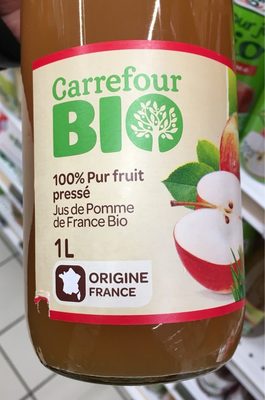 Carrefour
BIO
100% Pur fruit
pressé
Jus de Pomme
de France Bio
1L
ORIGINE
FRANCE